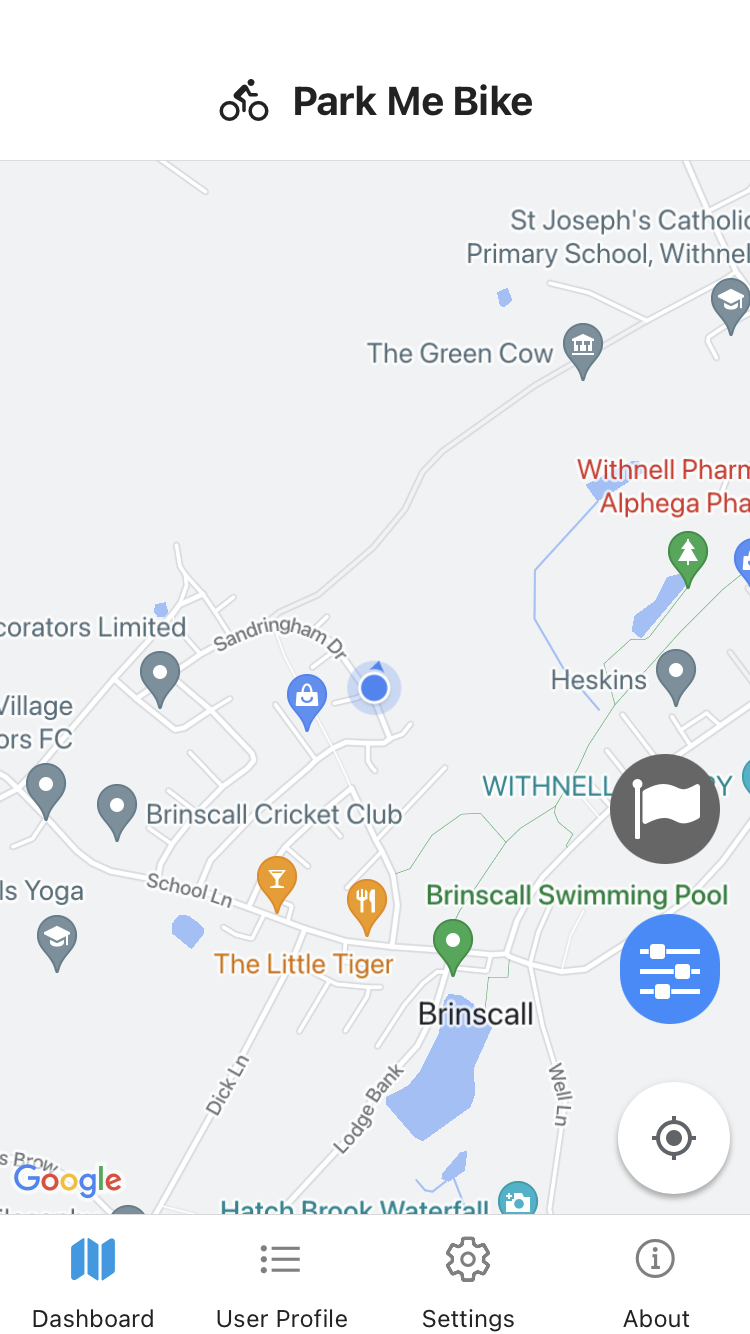 Park Me Bike
St Joseph's Catholic
Primary School, Withnel
The Green Cow
Withnell Pharm
Alphega Pha
corators Limited
Sandringham Dr
Heskins
Village
ors FC
WITHNELL
Y
Brinscall Cricket Club
ls Yoga
School Ln
Brinscall Swimming Pool
The Little Tiger
Brinscall
Dick Ln
Lodge Bank
Well Ln
s Brow
Google
Hatch Brook Waterfall
Dashboard
User Profile
Settings
About